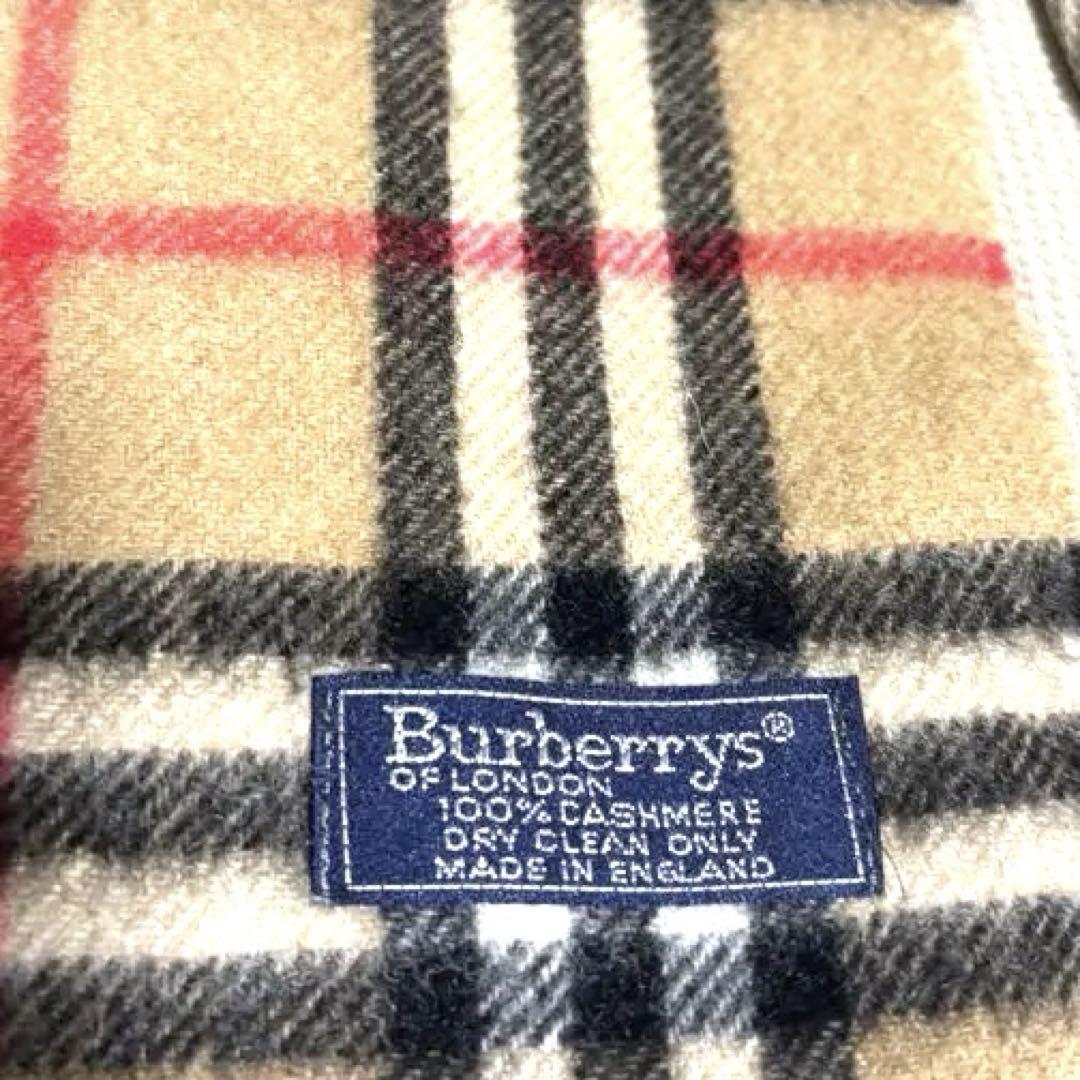 Burberrys®
OF LONDON
100% CASHMERE
DRY CLEAN ONLY
MADE IN ENGLAND